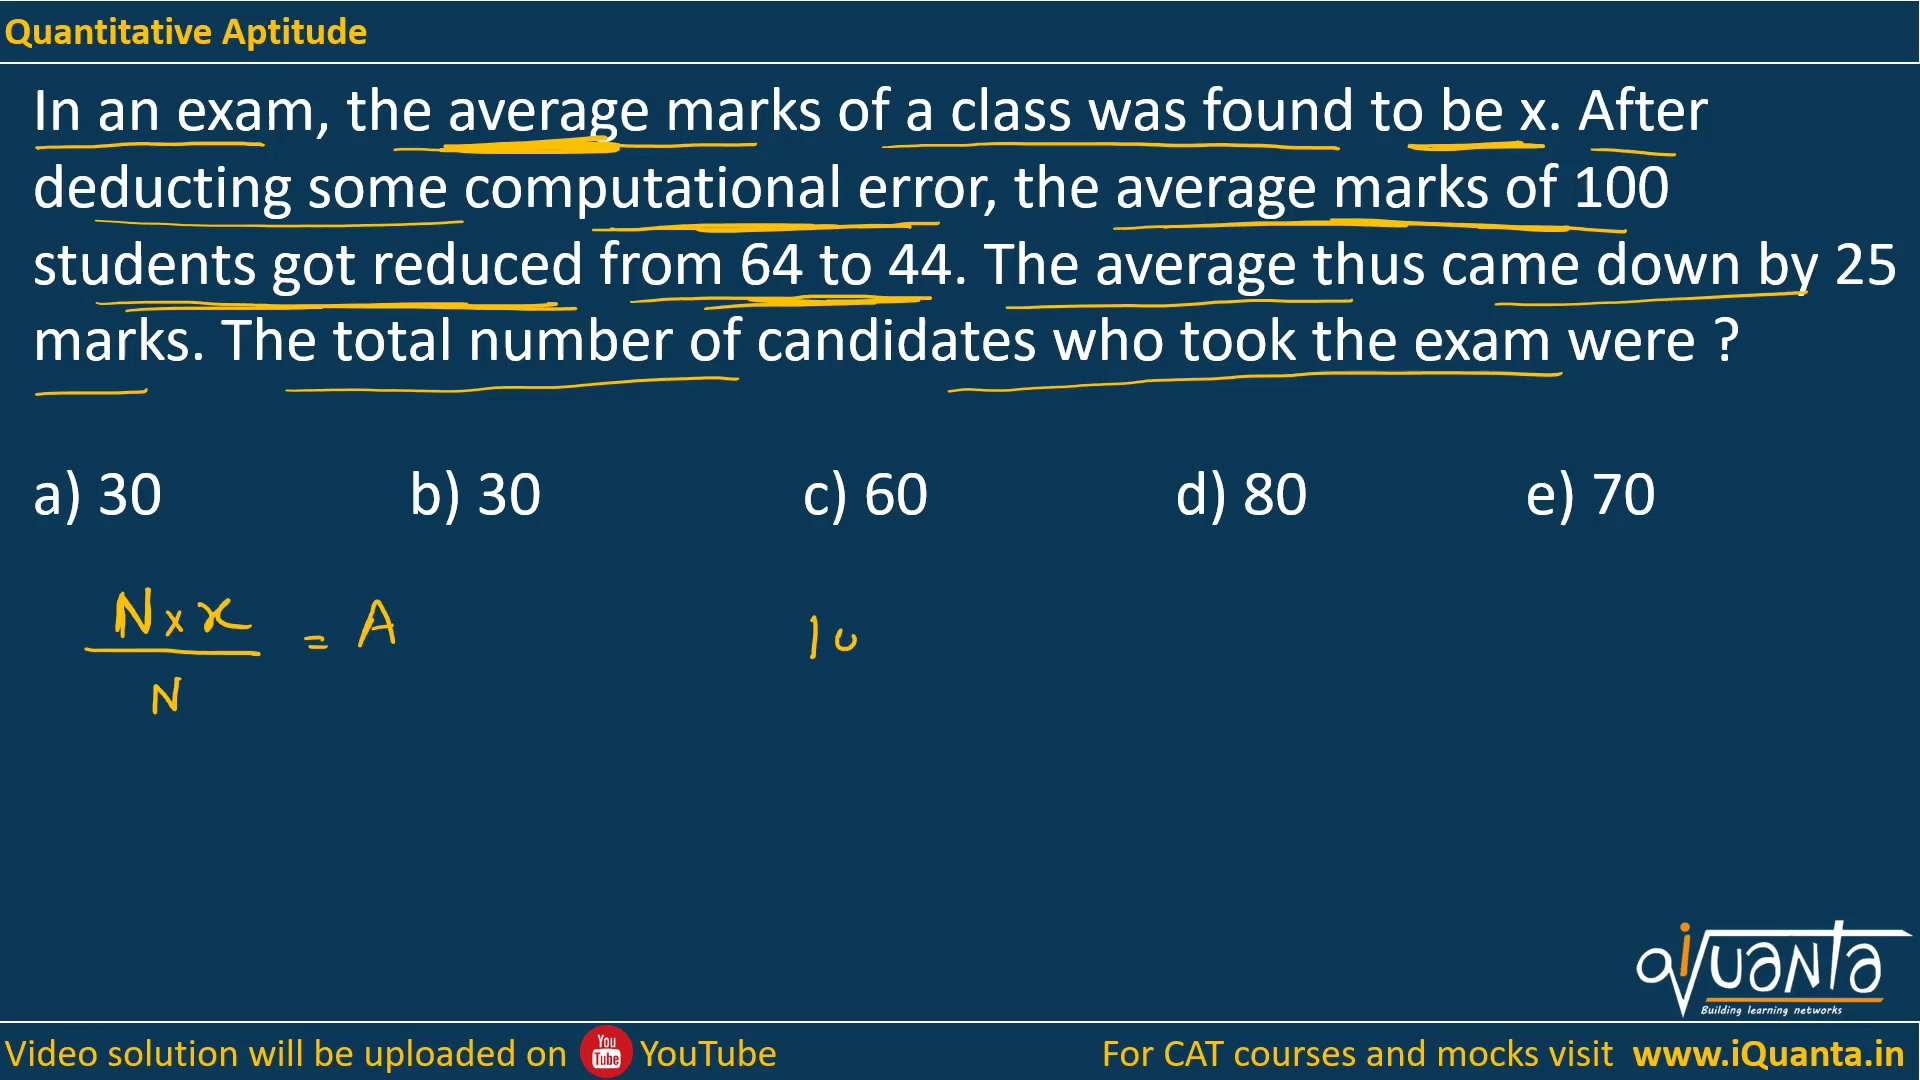 Quantitative Aptitude
In an exam, the average marks of a class was found to be x. After
deducting some computational error, the average marks of 100
students got reduced from 64 to 44. The average thus came down by 25
marks. The total number of candidates who took the exam were ?
a) 30 b) 30 c) 60 d) 80 e) 70
N x x
= A
N
10
iQuanta
Building learning networks
Video solution will be uploaded on You Tube YouTube
For CAT courses and mocks visit www.iQuanta.in